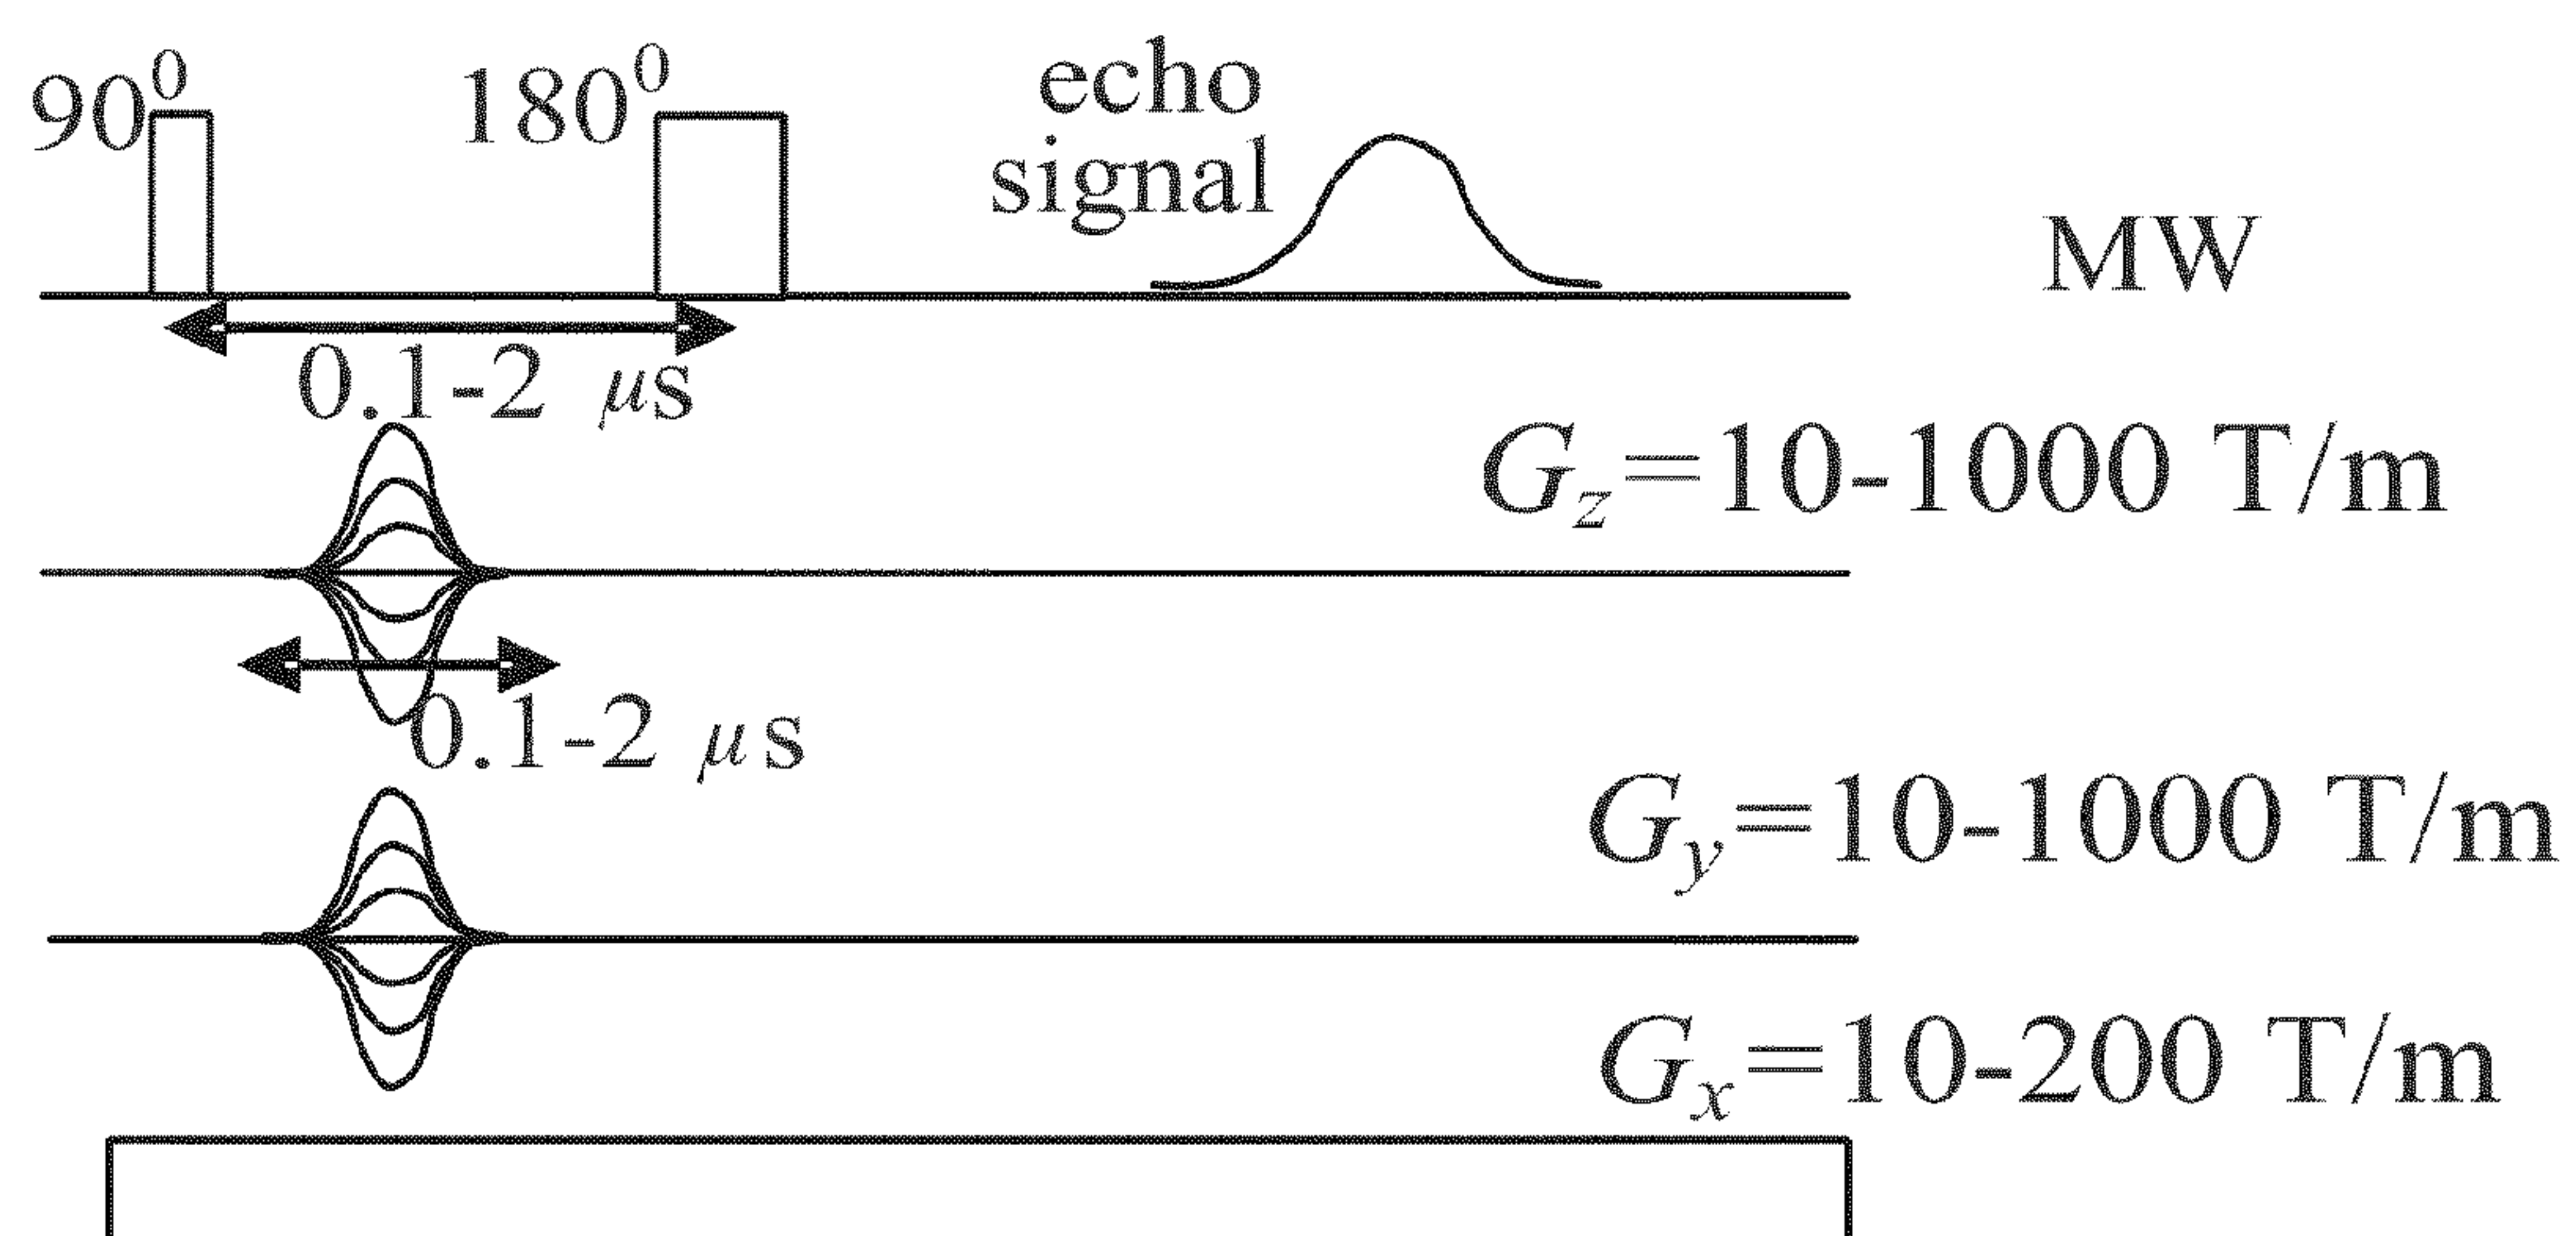 90⁰
180⁰
echo
signal
MW
0.1-2 μs
G_z=10-1000 T/m
0.1-2 μs
G_y=10-1000 T/m
G_x=10-200 T/m